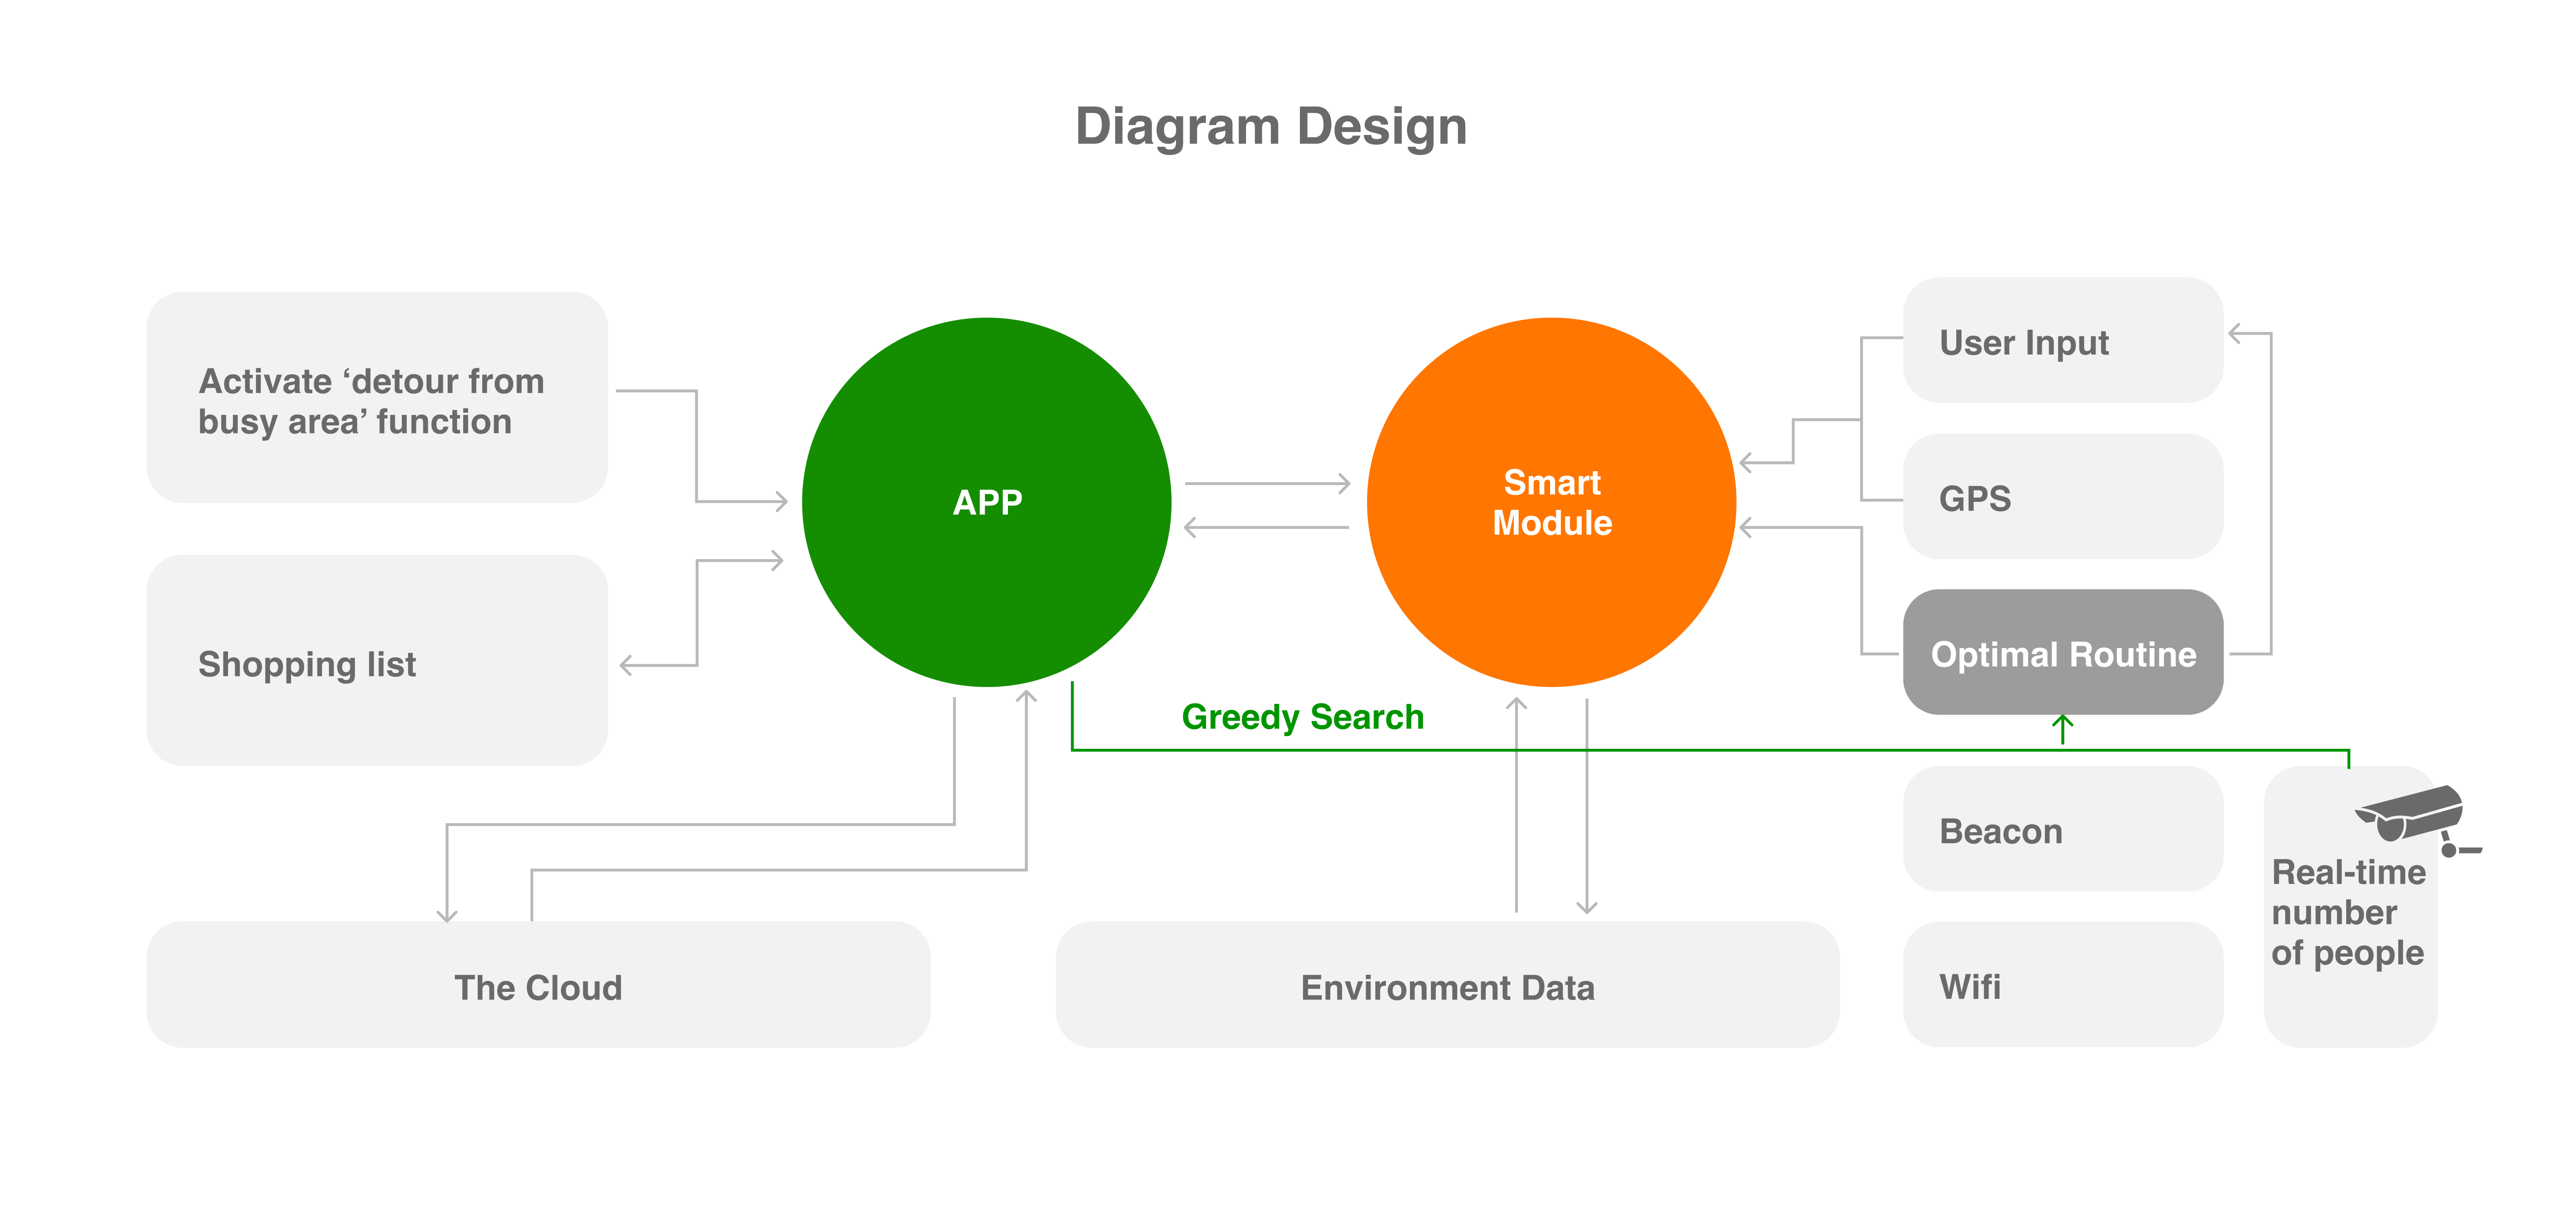 Diagram Design
Activate ‘detour from
busy area’ function
Shopping list
APP
Smart
Module
User Input
GPS
Optimal Routine
Greedy Search
Beacon
Wifi
Real-time
number
of people
The Cloud
Environment Data